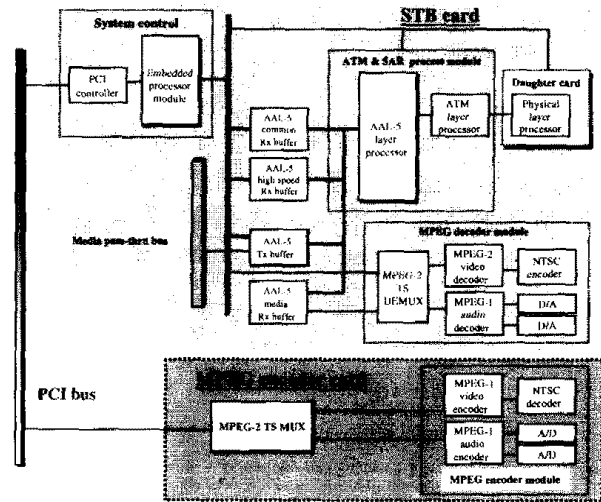 System control
STB card
PCI
controller
Embedded
processor
module
ATM & SAR process module
AAL-5
layer
processor
ATM
layer
processor
Daughter card
Physical
layer
processor
AAL-5
common
Rx buffer
AAL-5
high speed
Rx buffer
AAL-5
Tx buffer
AAL-5
media
Rx buffer
Media pass-thru bus
MPEG decoder module
MPEG-2
TS
DEMUX
MPEG-2
video
decoder
NTSC
encoder
MPEG-1
audio
decoder
D/A
D/A
PCI bus
encoder card
MPEG-2 TS MUX
MPEG-1
video
encoder
NTSC
decoder
MPEG-1
audio
encoder
A/D
A/D
MPEG encoder module